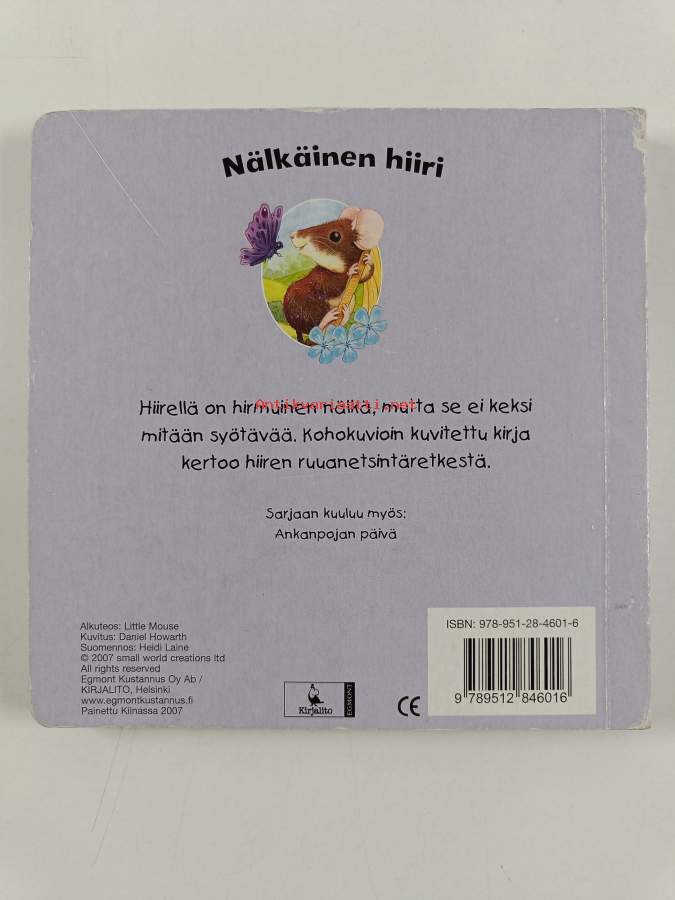 Nälkäinen hiiri
Hiirellä on hirmuinen nälkä, mutta se ei keksi
Antikvariaatti.net
mitään syötävää. Kohokuvioin kuvitettu kirja
kertoo hiiren ruuanetsintäretkestä.
Sarjaan kuuluu myös:
Ankanpojan päivä
Alkuteos: Little Mouse
Kuvitus: Daniel Howarth
Suomennos: Heidi Laine
© 2007 small world creations ltd
All rights reserved
Egmont Kustannus Oy Ab /
KIRJALITO, Helsinki
www.egmontkustannus.fi
Painettu Kiinassa 2007
Kirjalito
EGMONT
CE
ISBN: 978-951-28-4601-6
9 789512 846016